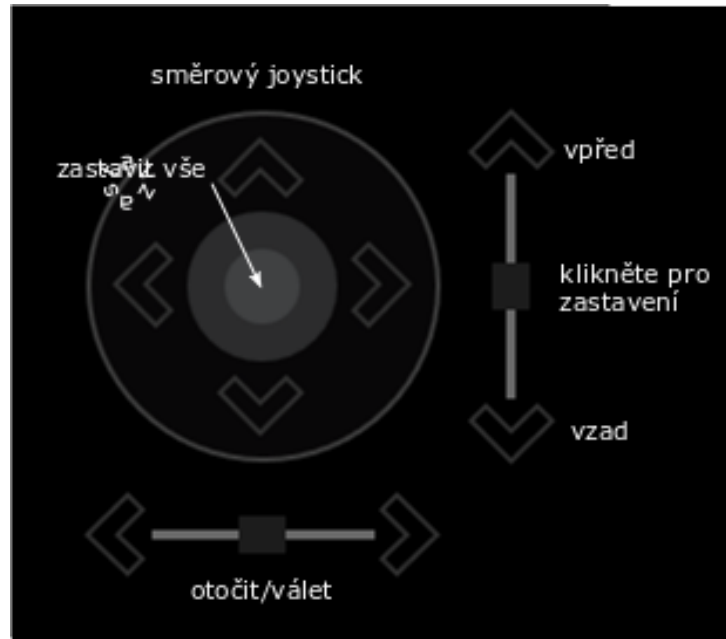 směrový joystick
zastavit vše
vpřed
klikněte pro
zastavení
vzad
otočit/válet